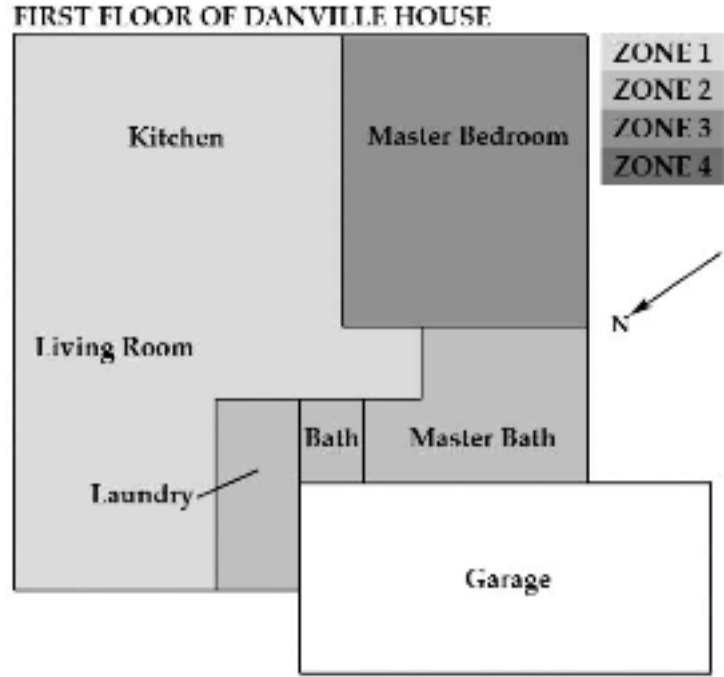 FIRST FLOOR OF DANVILLE HOUSE
ZONE 1
ZONE 2
ZONE 3
ZONE 4
Kitchen
Master Bedroom
N
Living Room
Bath
Master Bath
Laundry
Garage